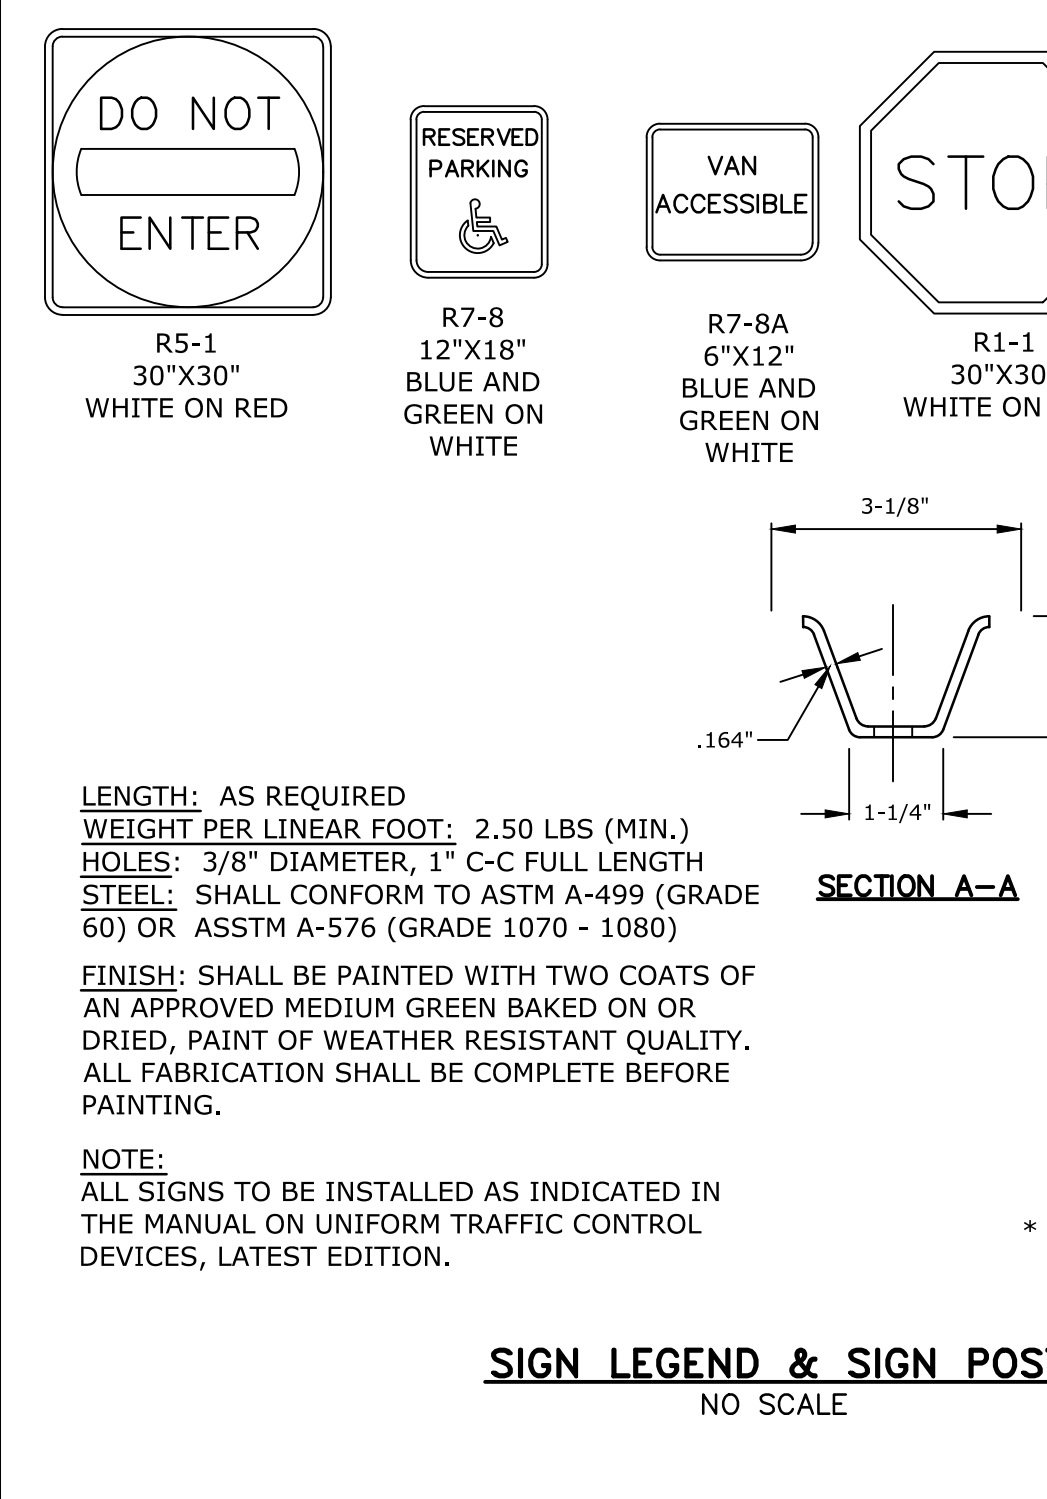 DO NOT
ENTER
R5-1
30"X30"
WHITE ON RED
RESERVED
PARKING
R7-8
12"X18"
BLUE AND
GREEN ON
WHITE
VAN
ACCESSIBLE
R7-8A
6"X12"
BLUE AND
GREEN ON
WHITE
STO
R1-1
30"X30
WHITE ON
3-1/8"
.164"
1-1/4"
SECTION A-A
LENGTH: AS REQUIRED
WEIGHT PER LINEAR FOOT: 2.50 LBS (MIN.)
HOLES: 3/8" DIAMETER, 1" C-C FULL LENGTH
STEEL: SHALL CONFORM TO ASTM A-499 (GRADE
60) OR ASSTM A-576 (GRADE 1070 - 1080)
FINISH: SHALL BE PAINTED WITH TWO COATS OF
AN APPROVED MEDIUM GREEN BAKED ON OR
DRIED, PAINT OF WEATHER RESISTANT QUALITY.
ALL FABRICATION SHALL BE COMPLETE BEFORE
PAINTING.
NOTE:
ALL SIGNS TO BE INSTALLED AS INDICATED IN
THE MANUAL ON UNIFORM TRAFFIC CONTROL
DEVICES, LATEST EDITION.
*
SIGN LEGEND & SIGN POS
NO SCALE